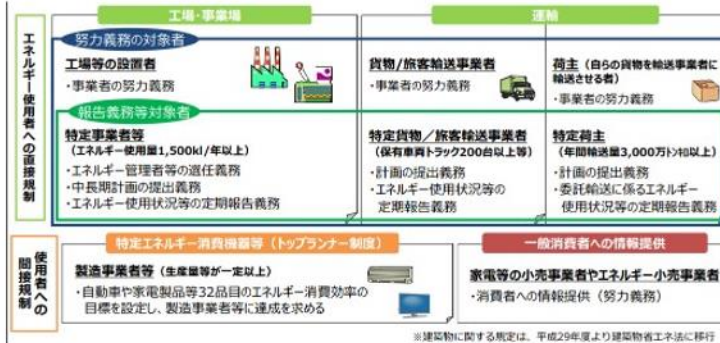 工場・事業場
運輸
エネルギー使用者への直接規制
努力義務の対象者
工場等の設置者
・事業者の努力義務
貨物/旅客輸送事業者
・事業者の努力義務
荷主（自らの貨物を輸送事業者に
輸送させる者）
・事業者の努力義務
報告義務等対象者
特定事業者等
（エネルギー使用量1,500kl/年以上）
・エネルギー管理者等の選任義務
・中長期計画の提出義務
・エネルギー使用状況等の定期報告義務
特定貨物／旅客輸送事業者
（保有車両トラック200台以上等）
・計画の提出義務
・エネルギー使用状況等の
定期報告義務
特定荷主
（年間輸送量3,000万ﾄﾝｷﾛ以上）
・計画の提出義務
・委託輸送に係るエネルギー
使用状況等の定期報告義務
使用者への
間接規制
特定エネルギー消費機器等（トップランナー制度）
製造事業者等（生産量等が一定以上）
・自動車や家電製品等32品目のエネルギー消費効率の
目標を設定し、製造事業者等に達成を求める
一般消費者への情報提供
家電等の小売事業者やエネルギー小売事業者
・消費者への情報提供（努力義務）
※建築物に関する規定は、平成29年度より建築物省エネ法に移行